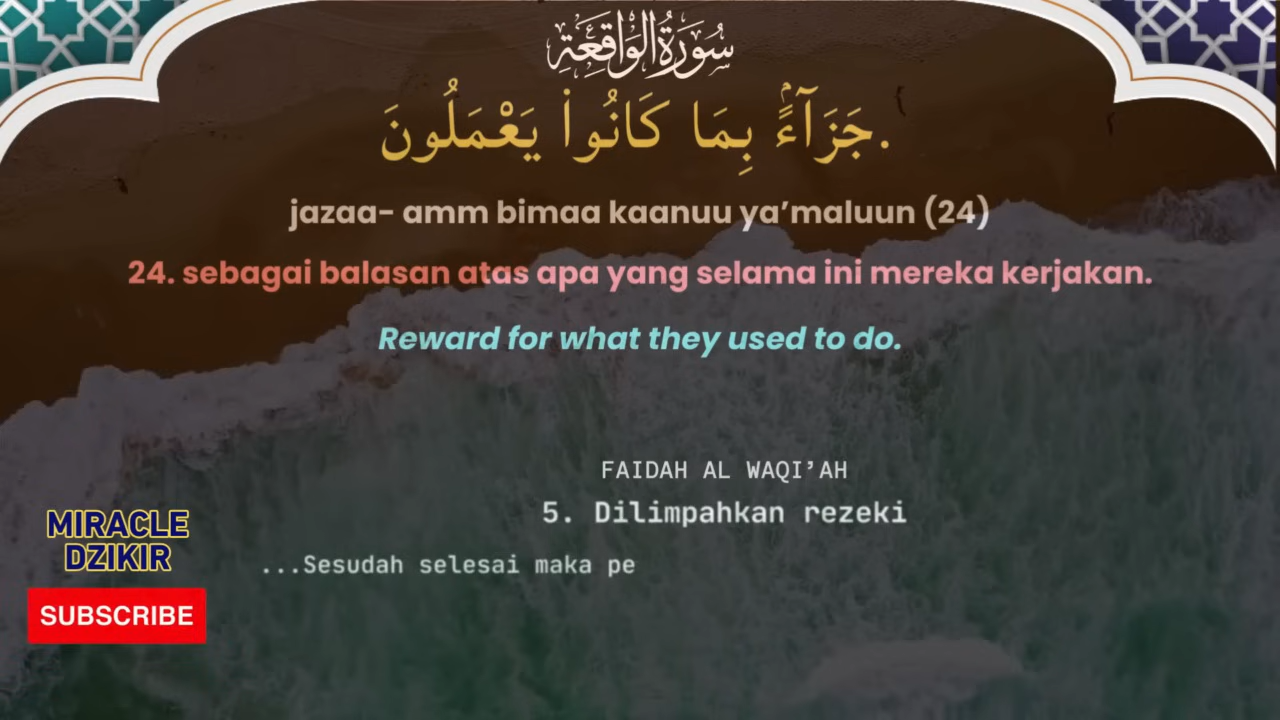 سُورَةُ الْوَاقِعَةِ
جَزَآءًۢ بِمَا كَانُوا۟ يَعْمَلُونَ.
jazaa- amm bimaa kaanuu ya’maluun (24)
24. sebagai balasan atas apa yang selama ini mereka kerjakan.
Reward for what they used to do.
FAIDAH AL WAQI’AH
5. Dilimpahkan rezeki
...Sesudah selesai maka pe
MIRACLE
DZIKIR
SUBSCRIBE